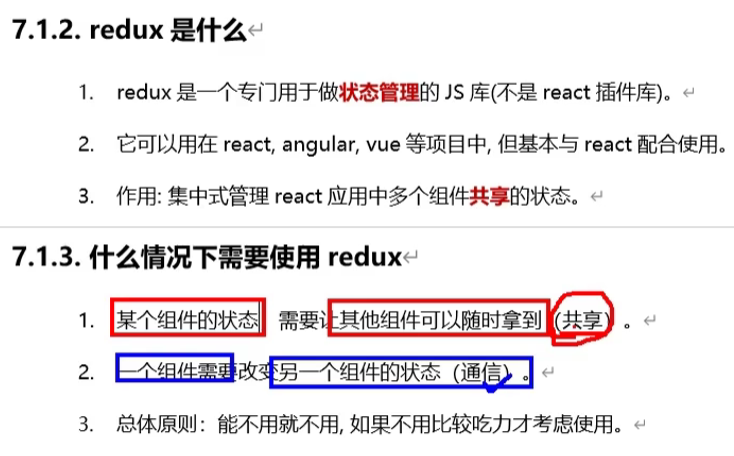 7.1.2. redux 是什么
1. redux 是一个专门用于做状态管理的 JS 库(不是 react 插件库)。
2. 它可以用在 react, angular, vue 等项目中, 但基本与 react 配合使用。
3. 作用: 集中式管理 react 应用中多个组件共享的状态。
7.1.3. 什么情况下需要使用 redux
1. 某个组件的状态 需要让其他组件可以随时拿到（共享）。
2. 一个组件需要改变另一个组件的状态（通信）。
3. 总体原则：能不用就不用, 如果不用比较吃力才考虑使用。